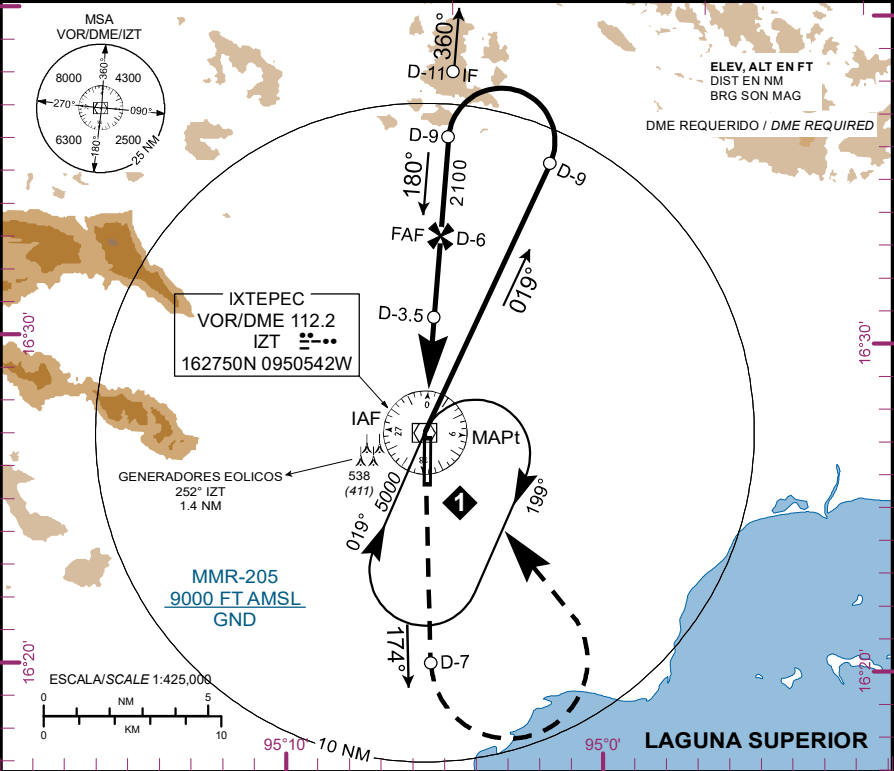 MSA
VOR/DME/IZT
360°
8000
4300
270°
090°
6300
2500
180°
25 NM
360°
D-11
IF
ELEV, ALT EN FT
DIST EN NM
BRG SON MAG
DME REQUERIDO / DME REQUIRED
D-9
D-9
180°
2100
FAF
D-6
019°
D-3.5
IXTEPEC
VOR/DME 112.2
IZT
162750N 0950542W
16°30'
16°30'
IAF
0
27
9
18
MAPt
GENERADORES EOLICOS
252° IZT
1.4 NM
538
(411)
5000
019°
1
199°
MMR-205
9000 FT AMSL
GND
174°
D-7
16°20'
16°20'
ESCALA/SCALE 1:425,000
0
NM
5
0
KM
10
95°10'
10 NM
95°0'
LAGUNA SUPERIOR